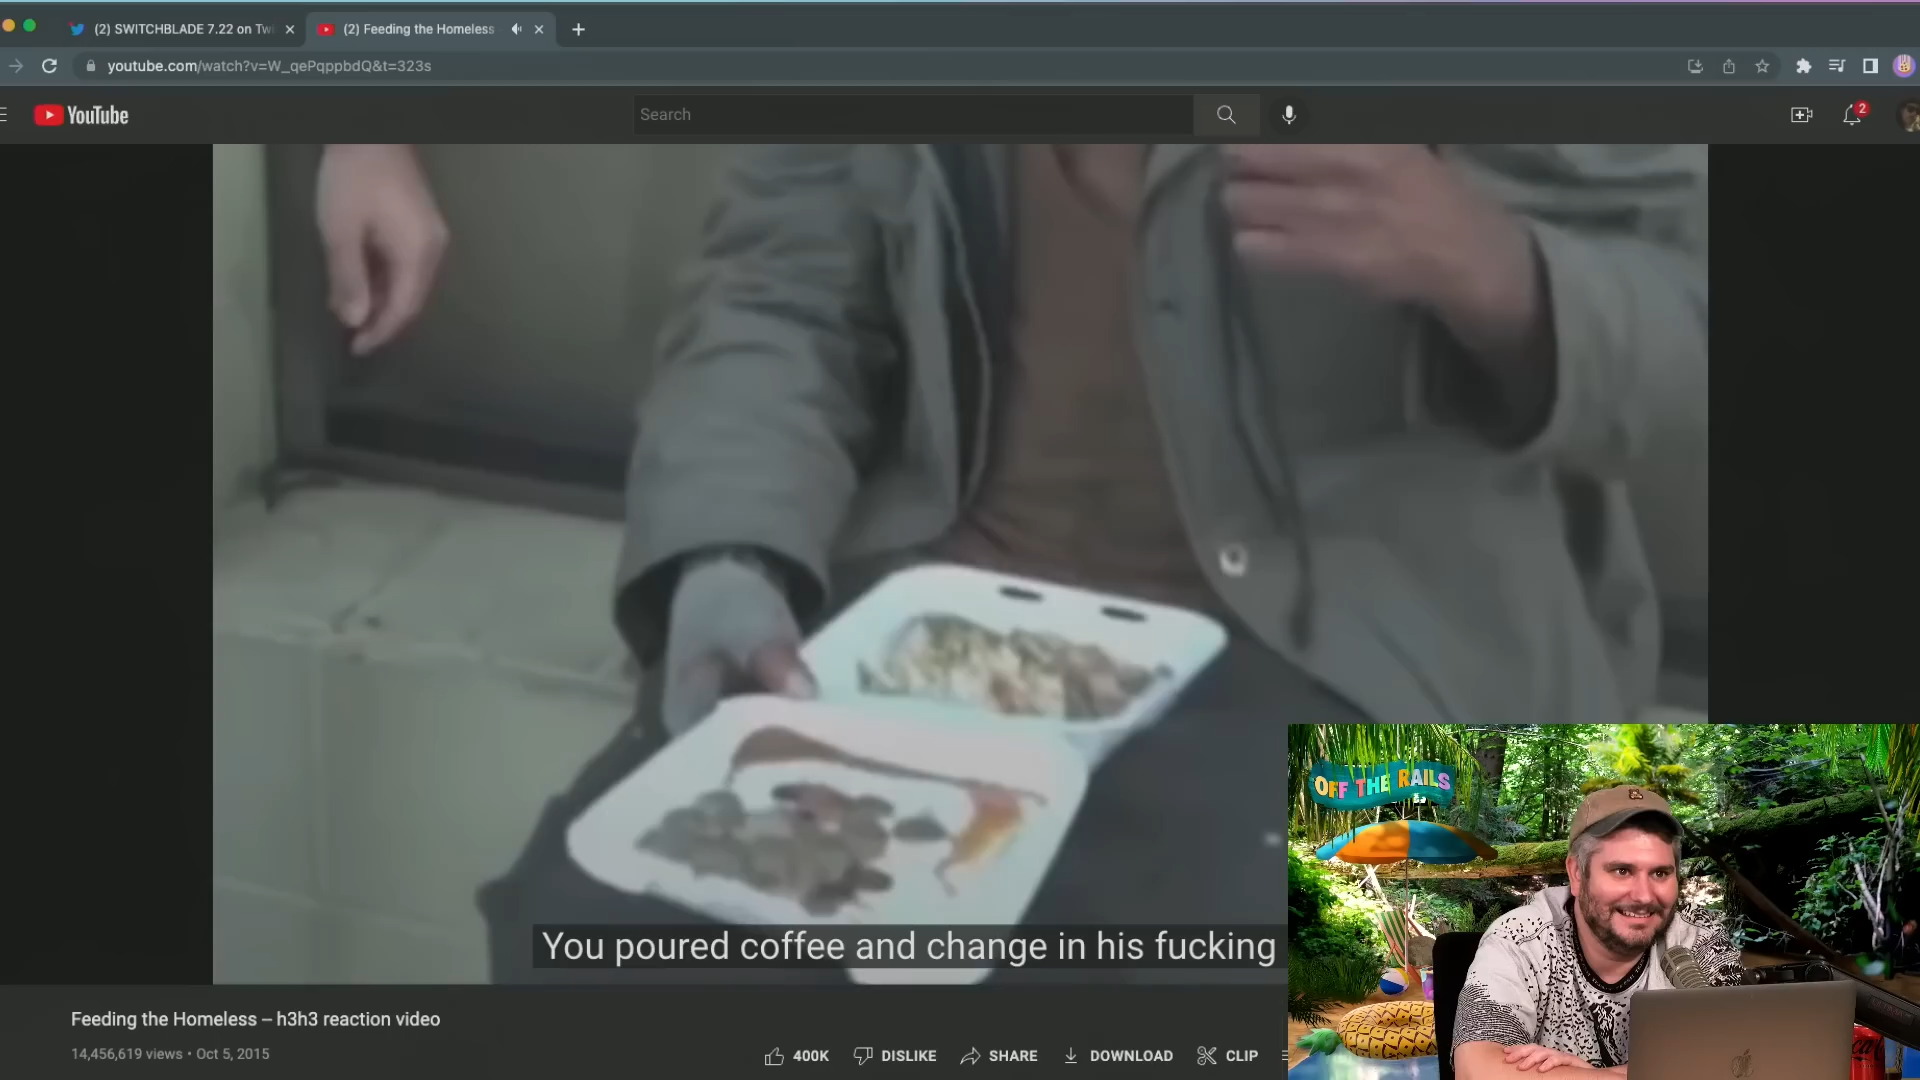 (2) SWITCHBLADE 7.22 on Twi
(2) Feeding the Homeless
youtube.com/watch?v=W_qePqppbdQ&t=323s
YouTube
Search
2
OFF THE RAILS
You poured coffee and change in his fucking
Feeding the Homeless – h3h3 reaction video
14,456,619 views • Oct 5, 2015
400K
DISLIKE
SHARE
DOWNLOAD
CLIP